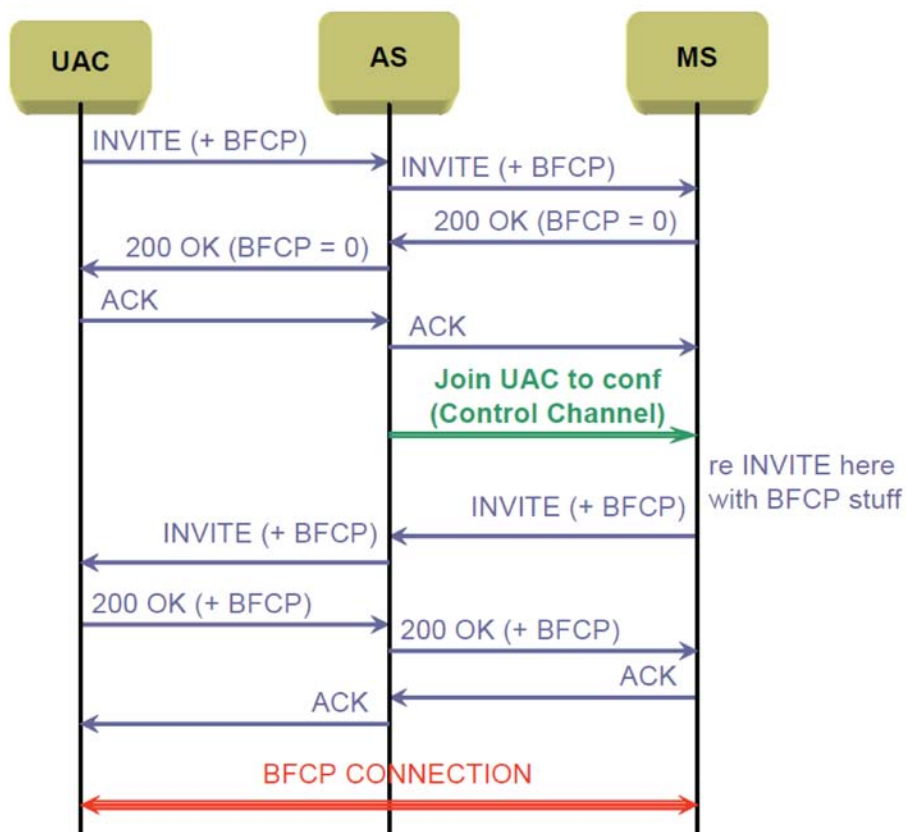 UAC
AS
MS
INVITE (+ BFCP)
INVITE (+ BFCP)
200 OK (BFCP = 0)
200 OK (BFCP = 0)
ACK
ACK
Join UAC to conf
(Control Channel)
re INVITE here
with BFCP stuff
INVITE (+ BFCP)
INVITE (+ BFCP)
200 OK (+ BFCP)
200 OK (+ BFCP)
ACK
ACK
BFCP CONNECTION